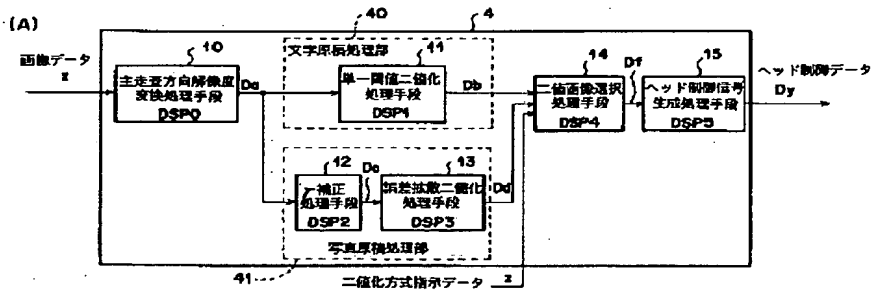 (A)
40
4
画像データ
x
10
主走査方向解像度
変換処理手段
DSP0
Da
文字原稿処理部
11
単一閾値二値化
処理手段
DSP1
Db
14
二値画像選択
処理手段
DSP4
Df
15
ヘッド制御信号
生成処理手段
DSP5
ヘッド制御データ
Dy
12
γ補正
処理手段
DSP2
Dc
13
誤差拡散二値化
処理手段
DSP3
Dd
写真原稿処理部
41
二値化方式指示データ
z